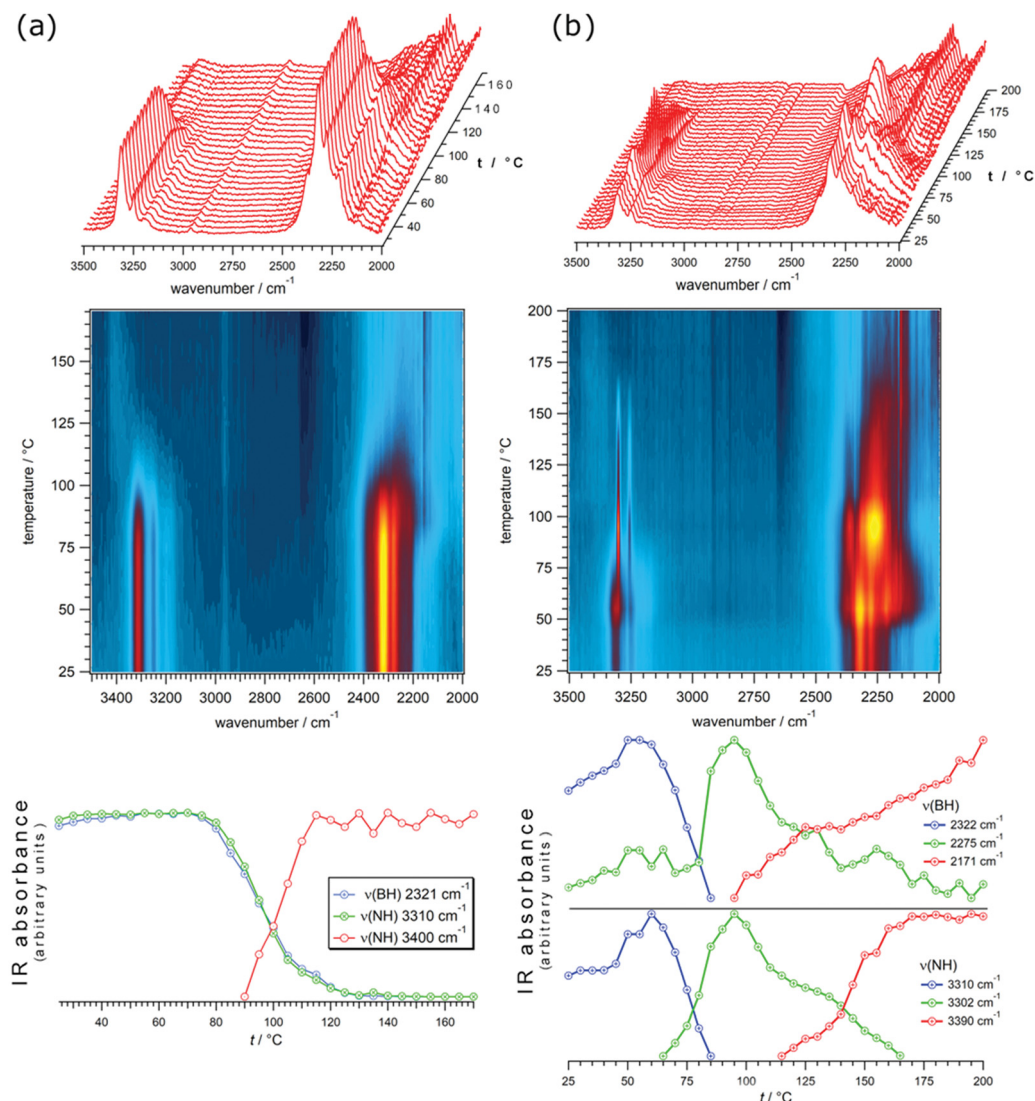 (a)
160
140
120
100
80
60
40
t / °C
3500 3250 3000 2750 2500 2250 2000
wavenumber / cm-1
(b)
200
175
150
125
100
75
50
25
t / °C
3500 3250 3000 2750 2500 2250 2000
wavenumber / cm-1
150
125
100
75
50
25
temperature / °C
3400 3200 3000 2800 2600 2400 2200 2000
wavenumber / cm-1
200
175
150
125
100
75
50
25
temperature / °C
3500 3250 3000 2750 2500 2250 2000
wavenumber / cm-1
IR absorbance
(arbitrary units)
ν(BH) 2321 cm-1
ν(NH) 3310 cm-1
ν(NH) 3400 cm-1
40 60 80 100 120 140 160
t / °C
IR absorbance
(arbitrary units)
ν(BH)
2322 cm-1
2275 cm-1
2171 cm-1
ν(NH)
3310 cm-1
3302 cm-1
3390 cm-1
25 50 75 100 125 150 175 200
t / °C